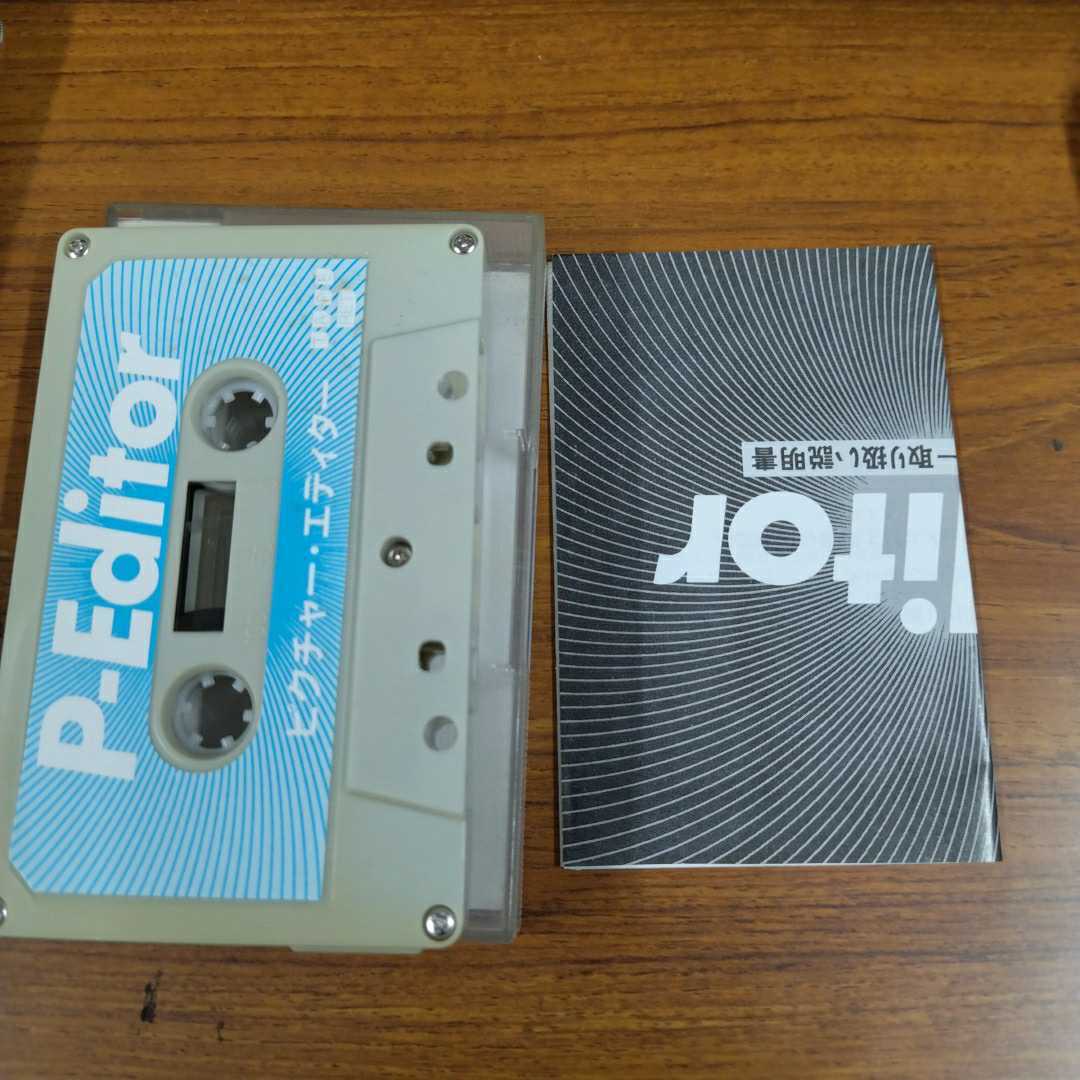 P-Editor
ピクチャー・エディター
ー取り扱い説明書
itor